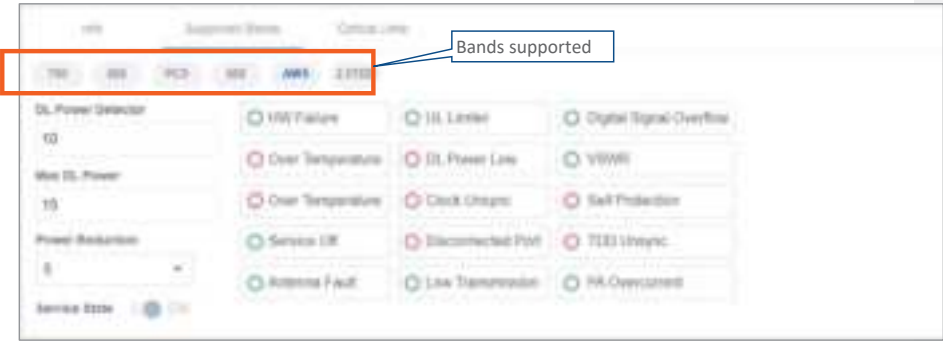 Supported Bands
Bands supported
700
PCS
AWS
DL Power Detector
HW Failure
UL Limiter
Digital Signal Overflow
10
Over Temperature
DL Power Low
VSWR
Max DL Power
Over Temperature
Clock Unsync
Self Protection
15
Power Reduction
Service Off
Disconnected Port
TDD Unsync
Antenna Fault
Low Transmission
PA Overcurrent
Service State